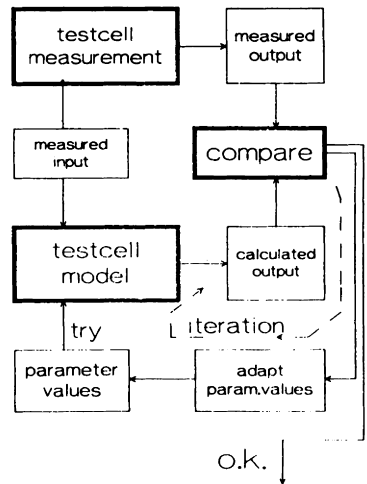 testcell
measurement
measured
output
measured
input
compare
testcell
model
calculated
output
iteration
try
parameter
values
adapt
param.values
o.k.